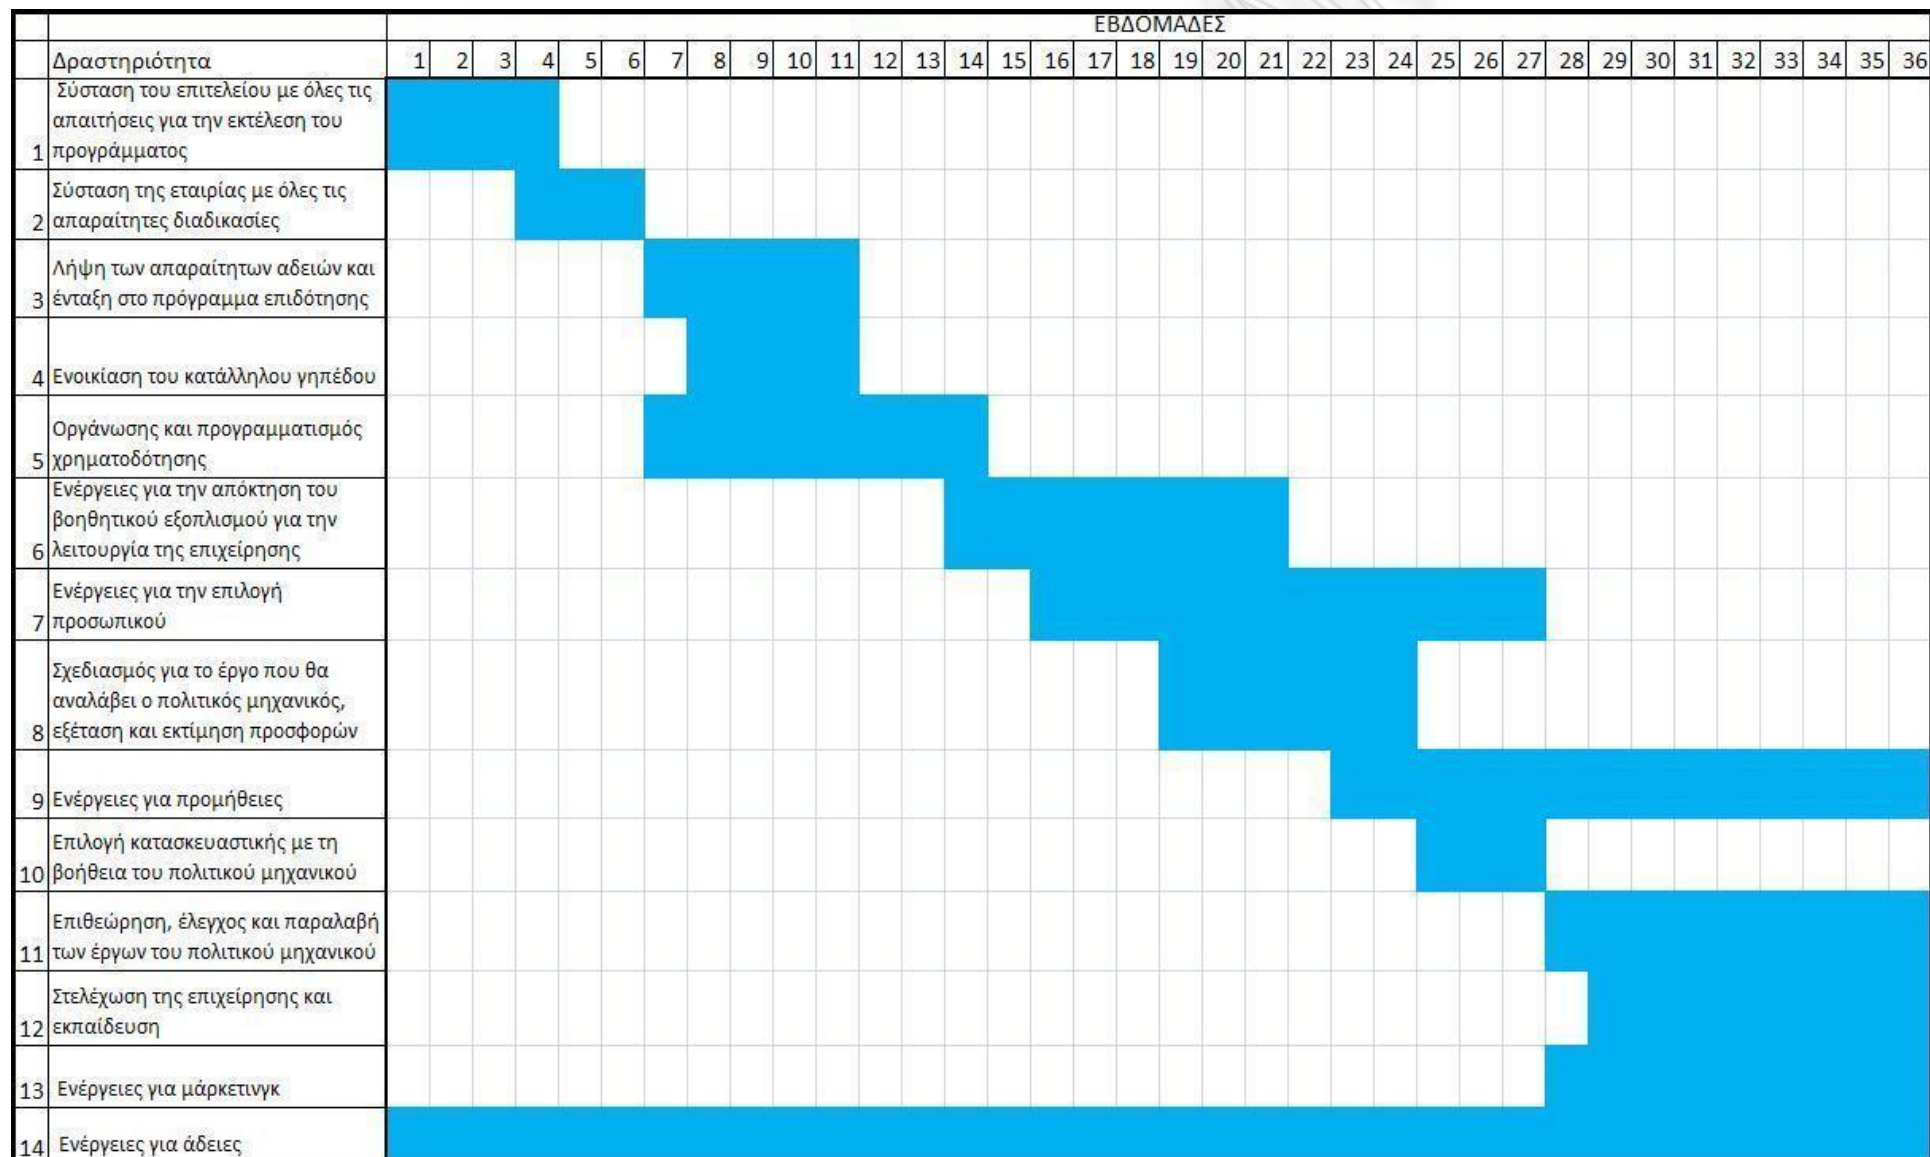 ΕΒΔΟΜΑΔΕΣ
Δραστηριότητα 1 2 3 4 5 6 7 8 9 10 11 12 13 14 15 16 17 18 19 20 21 22 23 24 25 26 27 28 29 30 31 32 33 34 35 36
Σύσταση του επιτελείου με όλες τις
απαιτήσεις για την εκτέλεση του
1 προγράμματος
Σύσταση της εταιρίας με όλες τις
2 απαραίτητες διαδικασίες
Λήψη των απαραίτητων αδειών και
3 ένταξη στο πρόγραμμα επιδότησης
4 Ενοικίαση του κατάλληλου γηπέδου
Οργάνωσης και προγραμματισμός
5 χρηματοδότησης
Ενέργειες για την απόκτηση του
βοηθητικού εξοπλισμού για την
6 λειτουργία της επιχείρησης
Ενέργειες για την επιλογή
7 προσωπικού
Σχεδιασμός για το έργο που θα
αναλάβει ο πολιτικός μηχανικός,
8 εξέταση και εκτίμηση προσφορών
9 Ενέργειες για προμήθειες
Επιλογή κατασκευαστικής με τη
10 βοήθεια του πολιτικού μηχανικού
Επιθεώρηση, έλεγχος και παραλαβή
11 των έργων του πολιτικού μηχανικού
Στελέχωση της επιχείρησης και
12 εκπαίδευση
13 Ενέργειες για μάρκετινγκ
14 Ενέργειες για άδειες